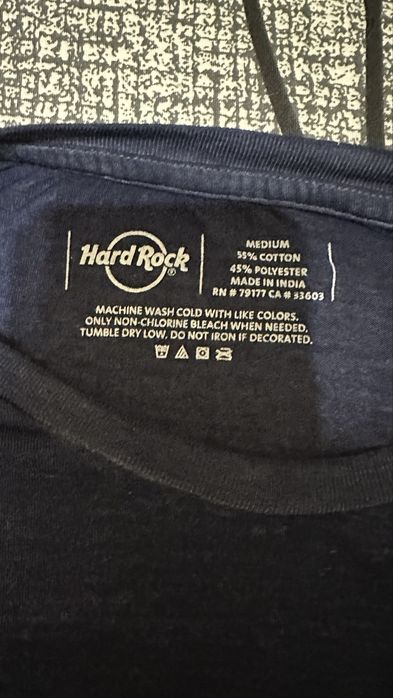 Hard Rock
®
MEDIUM
55% COTTON
45% POLYESTER
MADE IN INDIA
RN # 79177 CA # 33603
MACHINE WASH COLD WITH LIKE COLORS.
ONLY NON-CHLORINE BLEACH WHEN NEEDED.
TUMBLE DRY LOW. DO NOT IRON IF DECORATED.